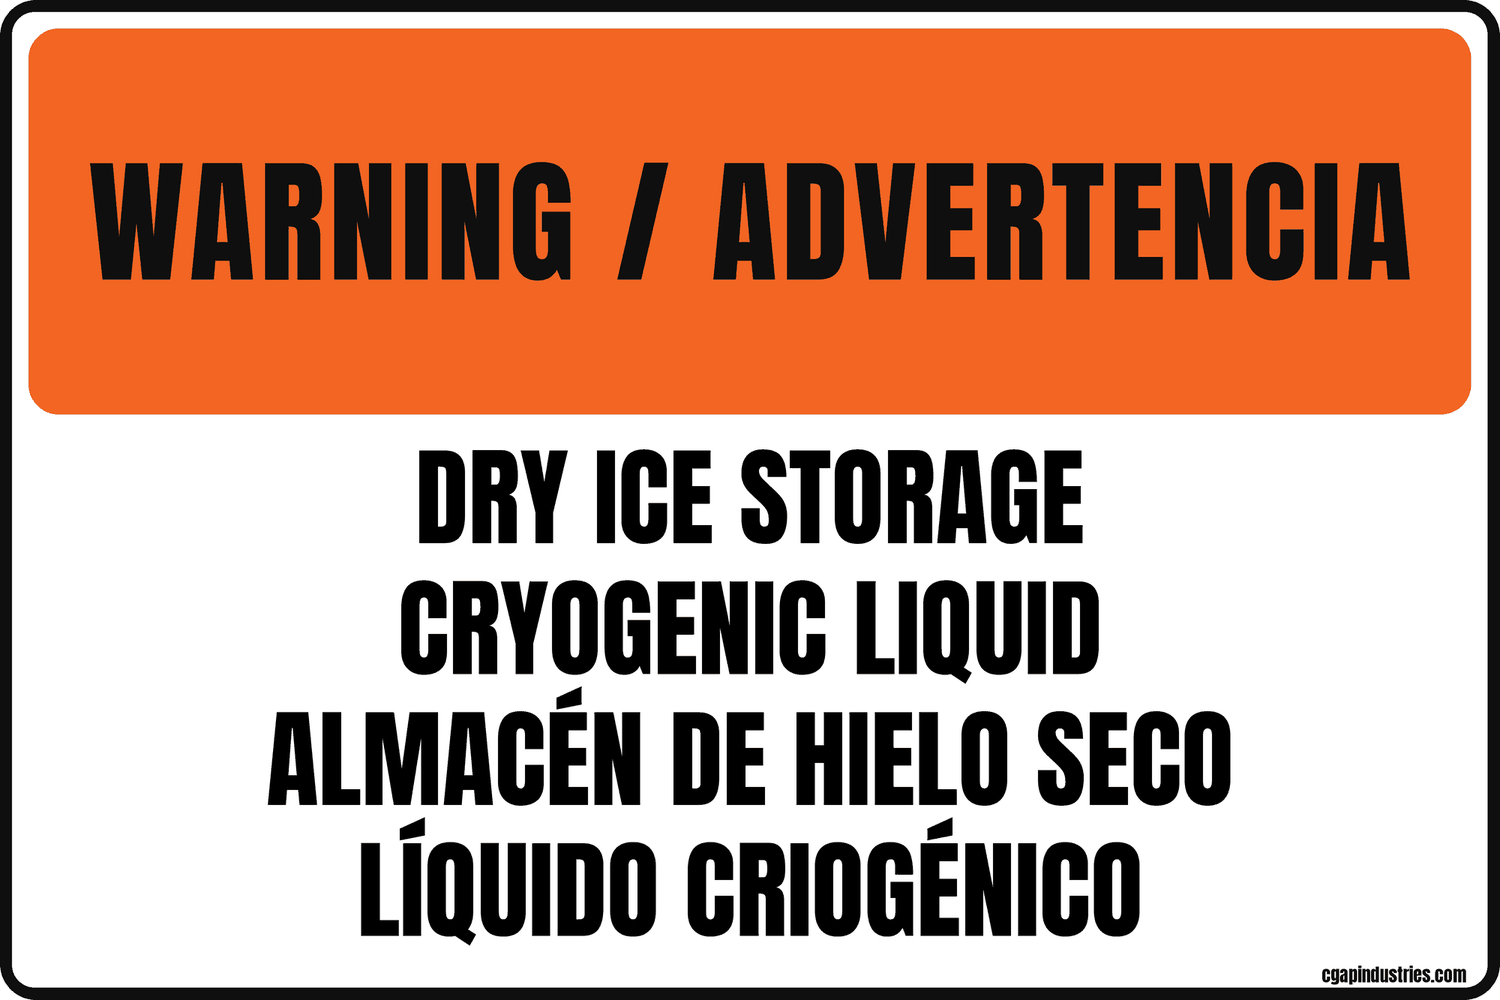 WARNING / ADVERTENCIA
DRY ICE STORAGE
CRYOGENIC LIQUID
ALMACÉN DE HIELO SECO
LÍQUIDO CRIOGÉNICO
cgapindustries.com